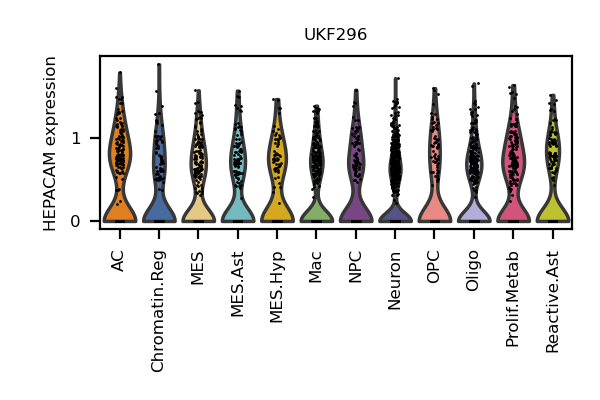 UKF296
HEPACAM expression
1
0
AC
Chromatin.Reg
MES
MES.Ast
MES.Hyp
Mac
NPC
Neuron
OPC
Oligo
Prolif.Metab
Reactive.Ast